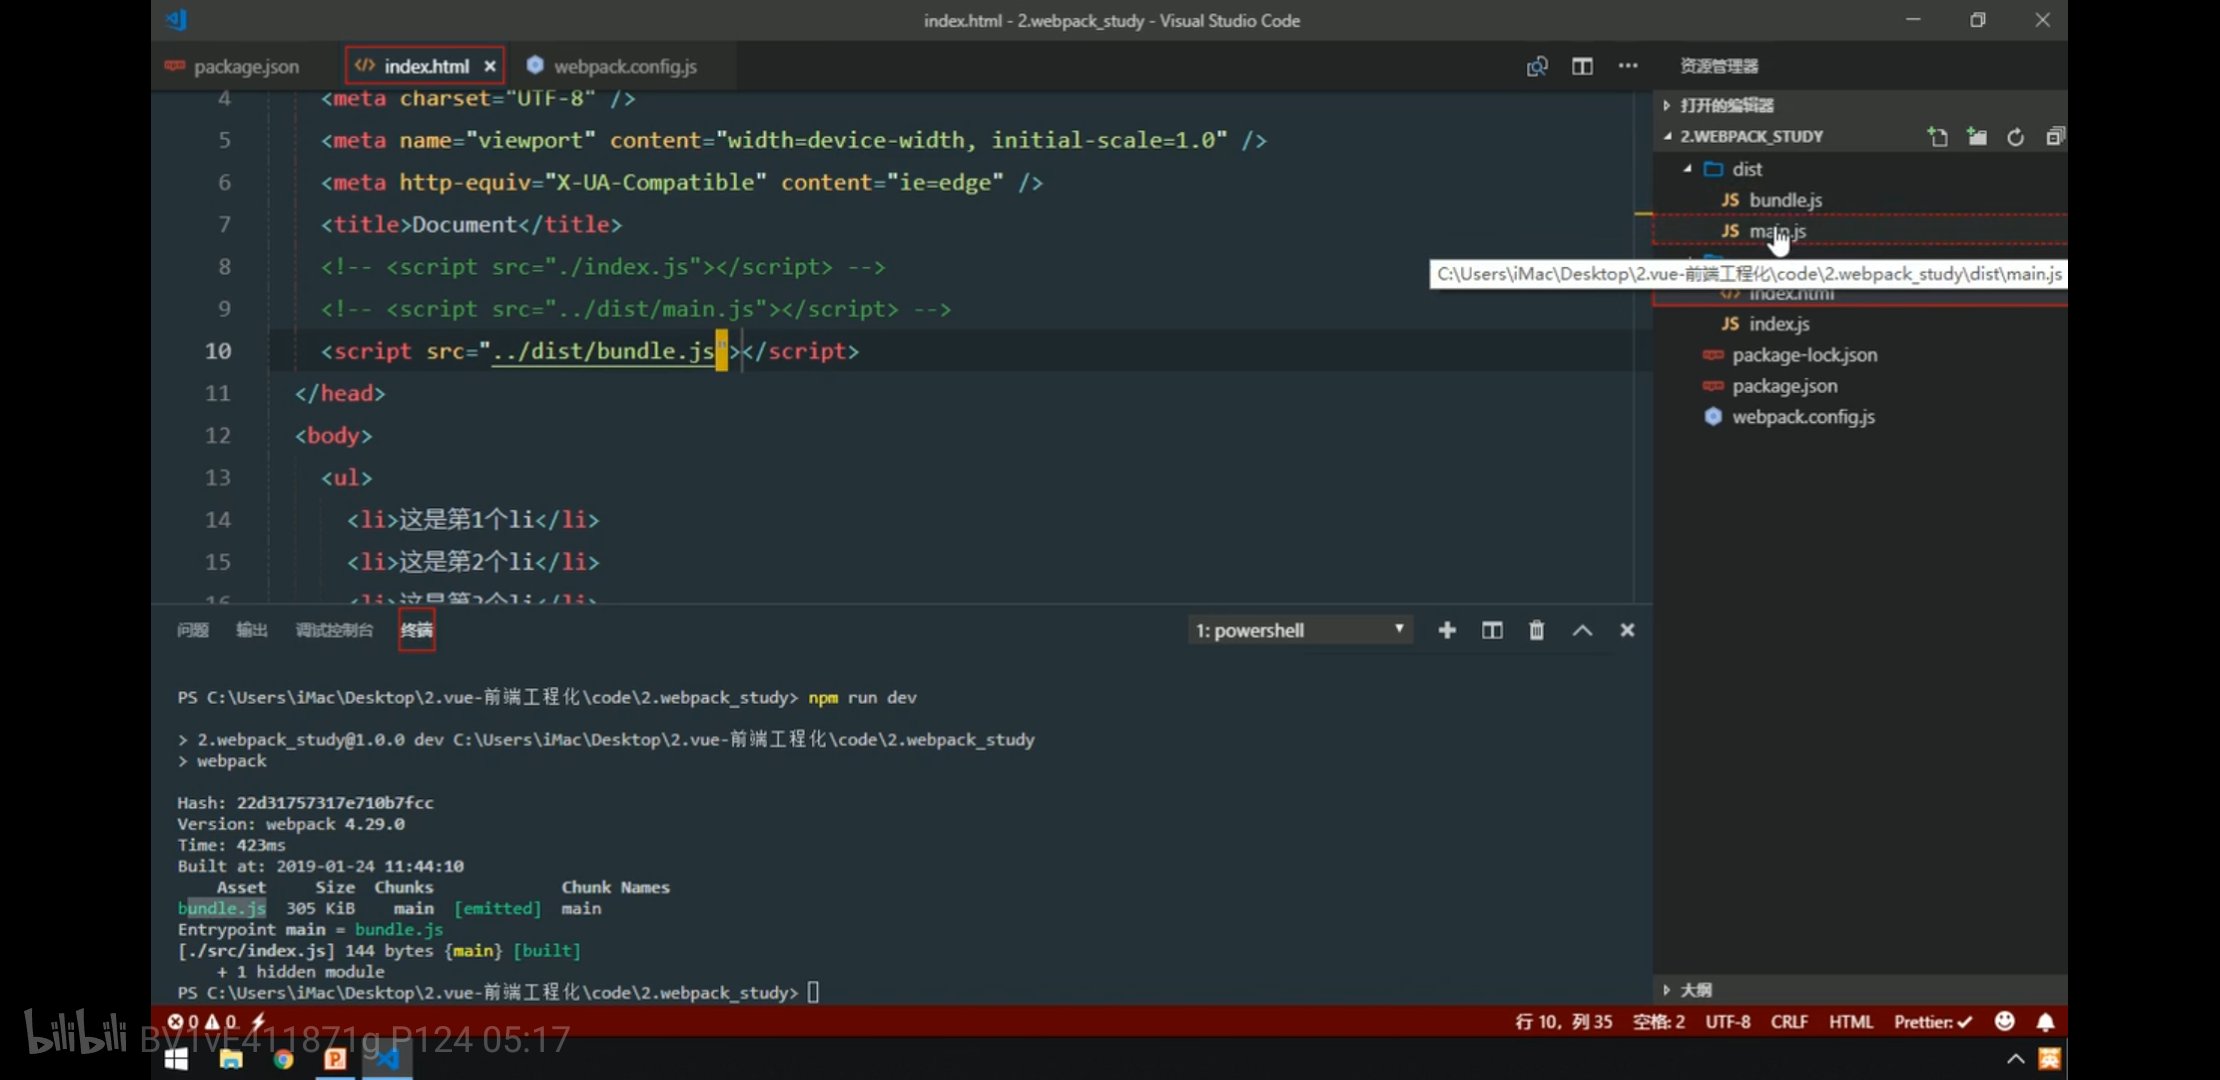 index.html - 2.webpack_study - Visual Studio Code
package.json
index.html
webpack.config.js
4 <meta charset="UTF-8" />
5 <meta name="viewport" content="width=device-width, initial-scale=1.0" />
6 <meta http-equiv="X-UA-Compatible" content="ie=edge" />
7 <title>Document</title>
8 <!-- <script src="./index.js"></script> -->
9 <!-- <script src="../dist/main.js"></script> -->
10 <script src="../dist/bundle.js"></script>
11 </head>
12 <body>
13 <ul>
14 <li>这是第1个li</li>
15 <li>这是第2个li</li>
16
资源管理器
打开的编辑器
2.WEBPACK_STUDY
dist
JS bundle.js
JS main.js
C:\Users\iMac\Desktop\2.vue-前端工程化\code\2.webpack_study\dist\main.js
index.html
JS index.js
package-lock.json
package.json
webpack.config.js
大纲
问题 输出 调试控制台 终端
1: powershell
PS C:\Users\iMac\Desktop\2.vue-前端工程化\code\2.webpack_study> npm run dev
> 2.webpack_study@1.0.0 dev C:\Users\iMac\Desktop\2.vue-前端工程化\code\2.webpack_study
> webpack
Hash: 22d31757317e710b7fcc
Version: webpack 4.29.0
Time: 423ms
Built at: 2019-01-24 11:44:10
Asset Size Chunks Chunk Names
bundle.js 305 KiB main [emitted] main
Entrypoint main = bundle.js
[./src/index.js] 144 bytes {main} [built]
+ 1 hidden module
PS C:\Users\iMac\Desktop\2.vue-前端工程化\code\2.webpack_study>
0 0
行 10，列 35 空格: 2 UTF-8 CRLF HTML Prettier: ✓
bilibili BV1vE411871g P124 05:17
英